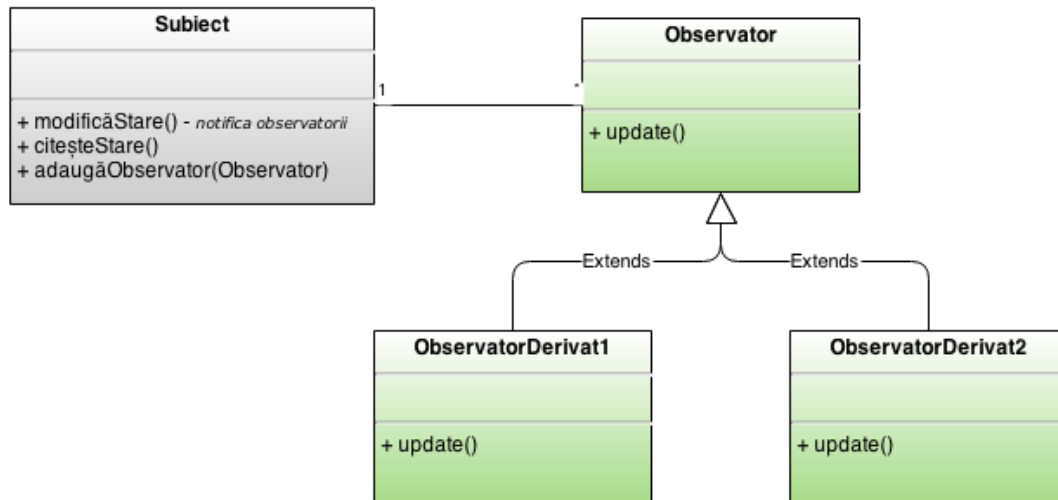 Subiect
+ modificăStare() - notifica observatorii
+ citeșteStare()
+ adaugăObservator(Observator)
1
*
Observator
+ update()
Extends
Extends
ObservatorDerivat1
+ update()
ObservatorDerivat2
+ update()